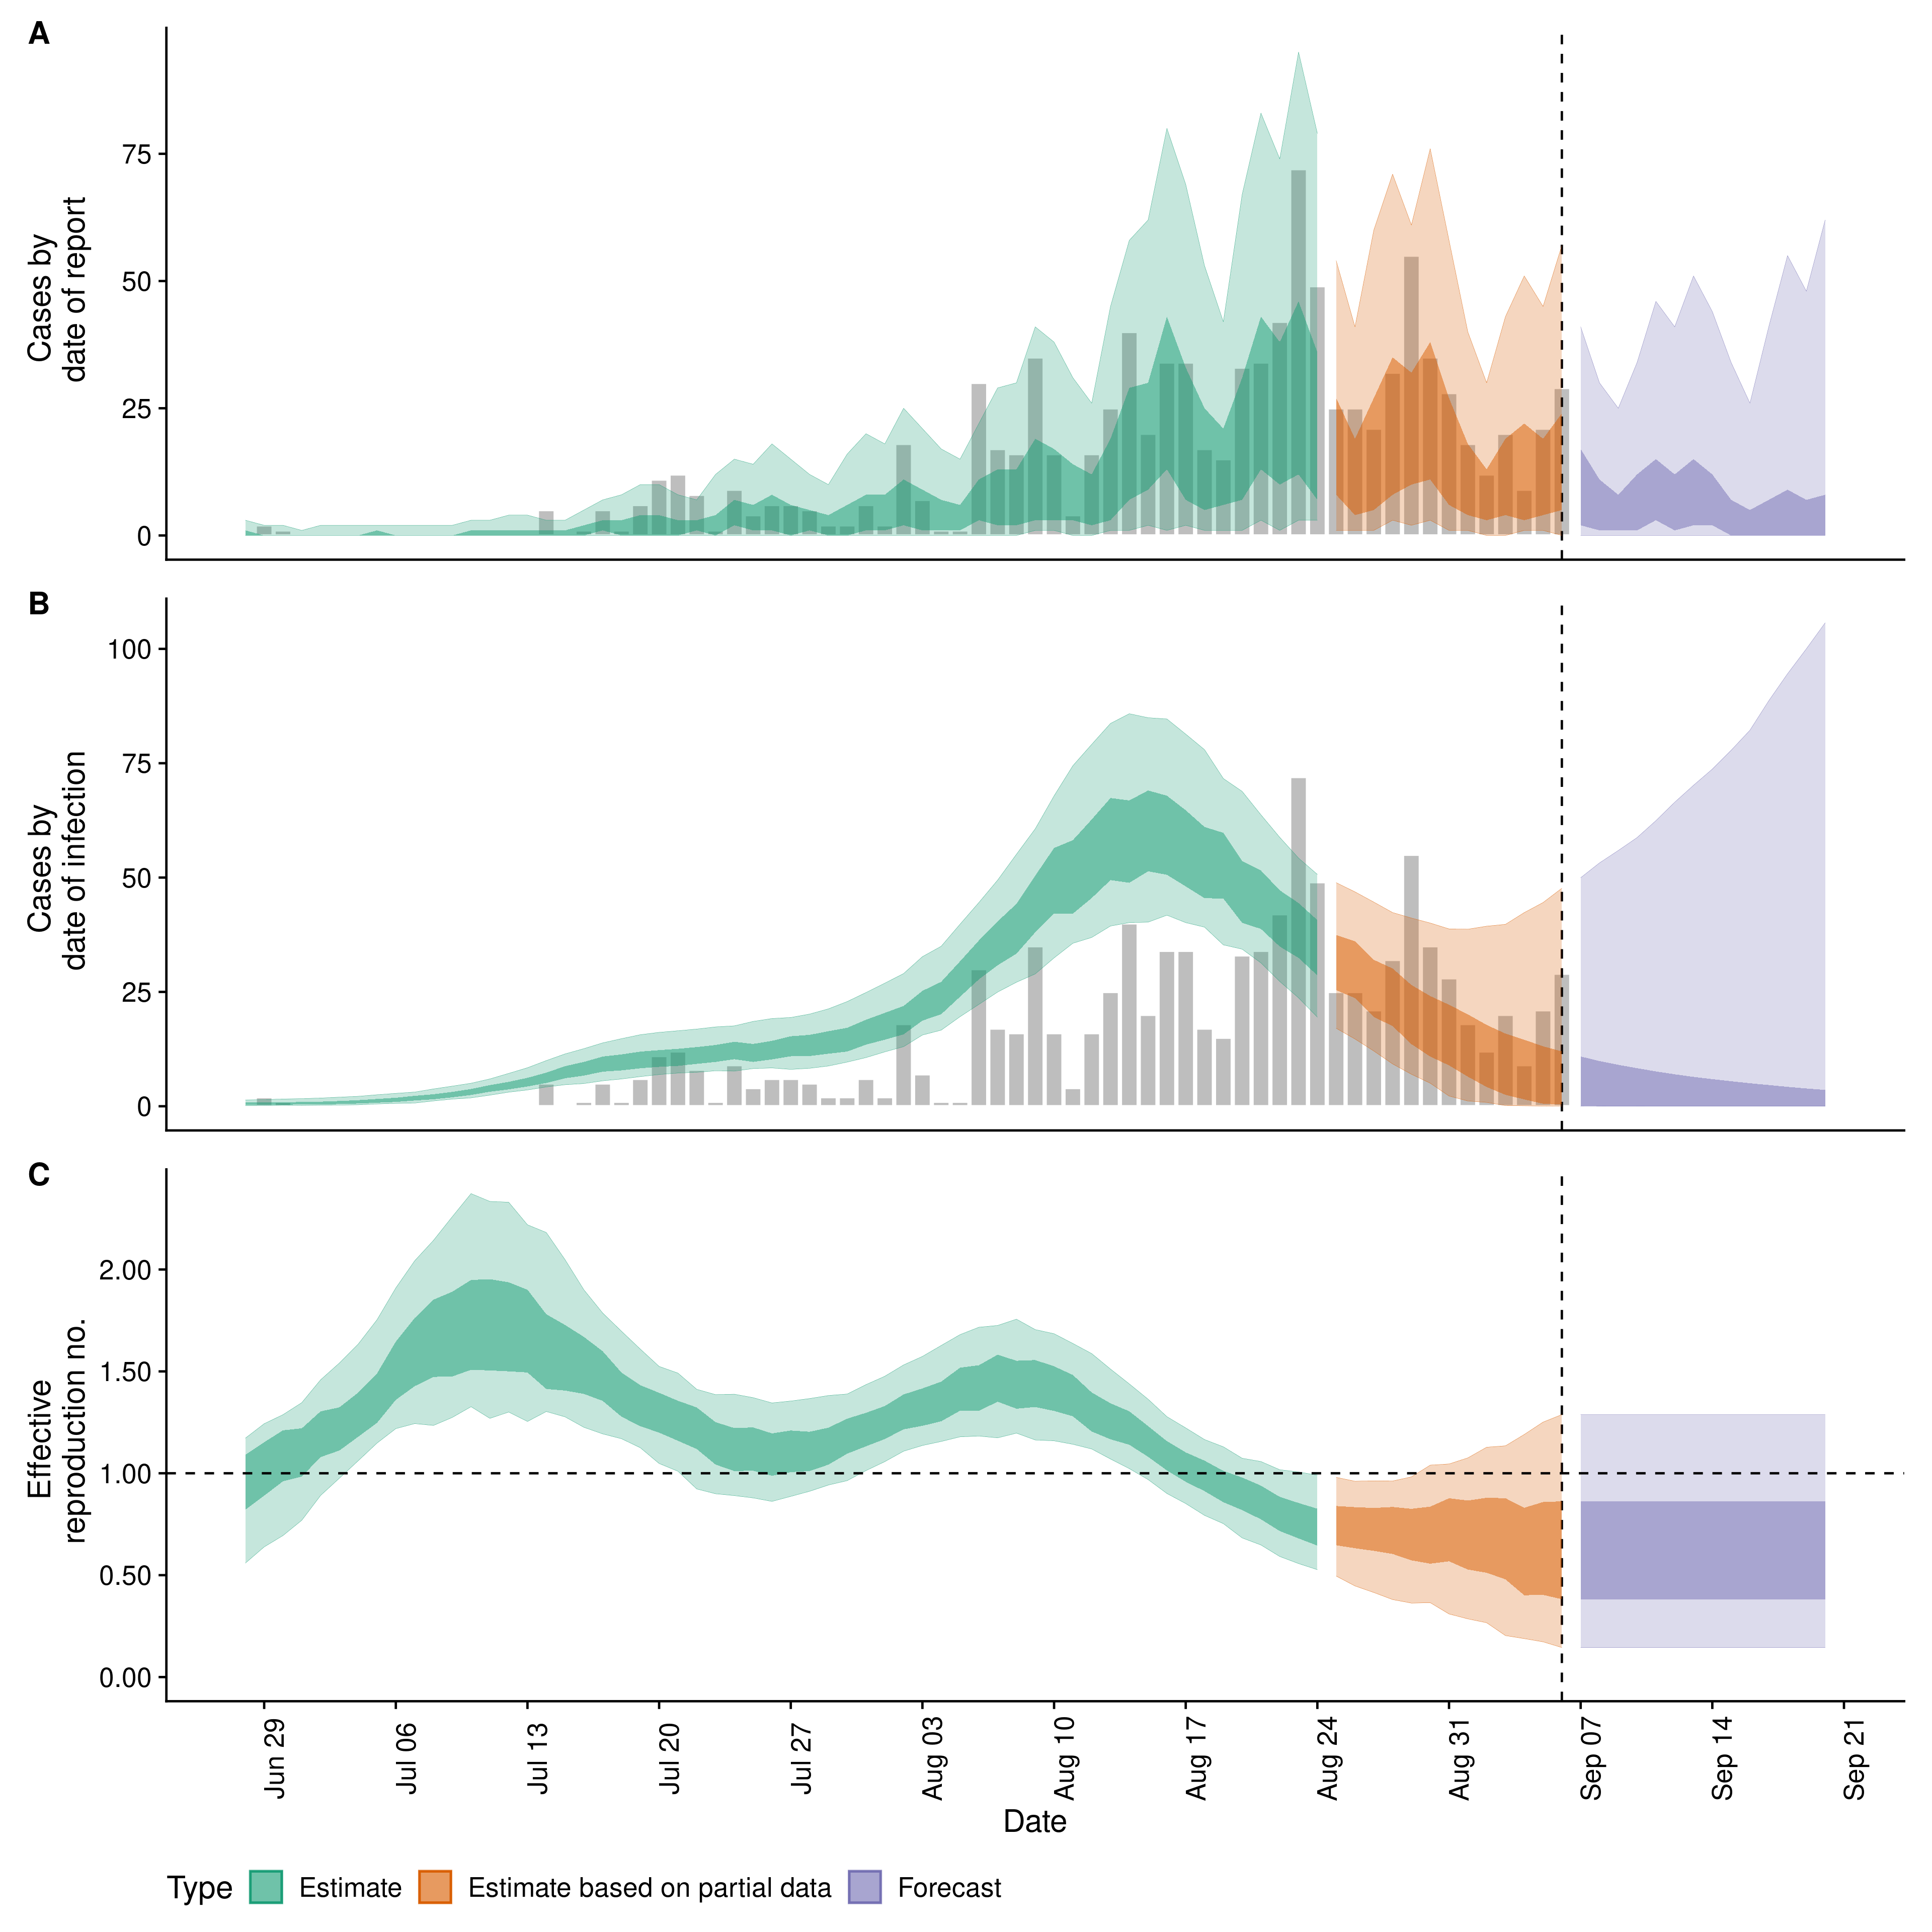 A
Cases by
date of report
75
50
25
0
B
Cases by
date of infection
100
75
50
25
0
C
Effective
reproduction no.
2.00
1.50
1.00
0.50
0.00
Jun 29
Jul 06
Jul 13
Jul 20
Jul 27
Aug 03
Aug 10
Aug 17
Aug 24
Aug 31
Sep 07
Sep 14
Sep 21
Date
Type Estimate Estimate based on partial data Forecast